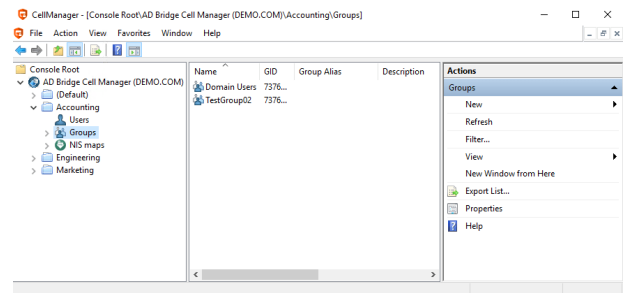 CellManager - [Console Root\AD Bridge Cell Manager (DEMO.COM)\Accounting\Groups]
File Action View Favorites Window Help
Console Root
AD Bridge Cell Manager (DEMO.COM)
(Default)
Accounting
Users
Groups
NIS maps
Engineering
Marketing
Name GID Group Alias Description
Domain Users 7376...
TestGroup02 7376...
Actions
Groups
New
Refresh
Filter...
View
New Window from Here
Export List...
Properties
Help